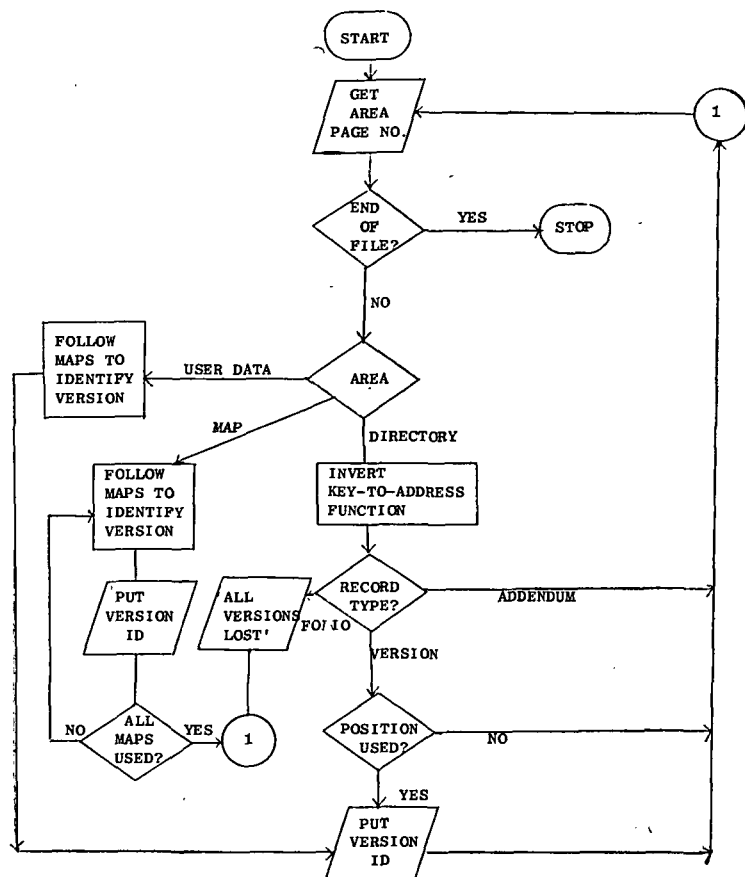 START
GET
AREA
PAGE NO.
1
END
OF
FILE?
YES
STOP
NO
FOLLOW
MAPS TO
IDENTIFY
VERSION
USER DATA
AREA
MAP
DIRECTORY
FOLLOW
MAPS TO
IDENTIFY
VERSION
INVERT
KEY-TO-ADDRESS
FUNCTION
PUT
VERSION
ID
'ALL
VERSIONS
LOST'
FOLIO
RECORD
TYPE?
ADDENDUM
VERSION
NO
ALL
MAPS
USED?
YES
1
POSITION
USED?
NO
YES
PUT
VERSION
ID